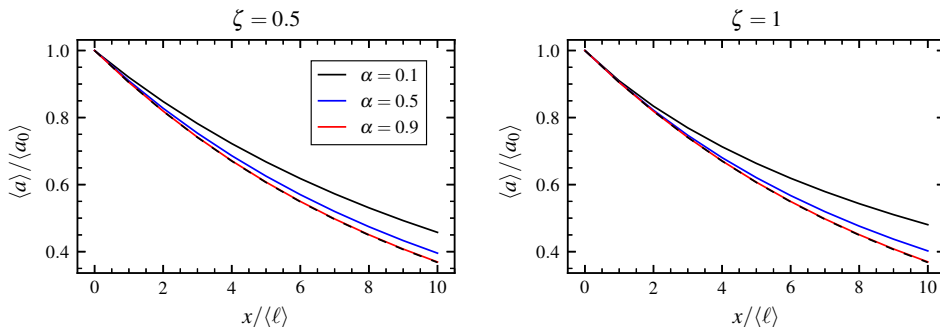 ζ = 0.5
⟨a⟩/⟨a₀⟩
1.0
0.8
0.6
0.4
α = 0.1
α = 0.5
α = 0.9
0 2 4 6 8 10
x/⟨ℓ⟩
ζ = 1
⟨a⟩/⟨a₀⟩
1.0
0.8
0.6
0.4
0 2 4 6 8 10
x/⟨ℓ⟩